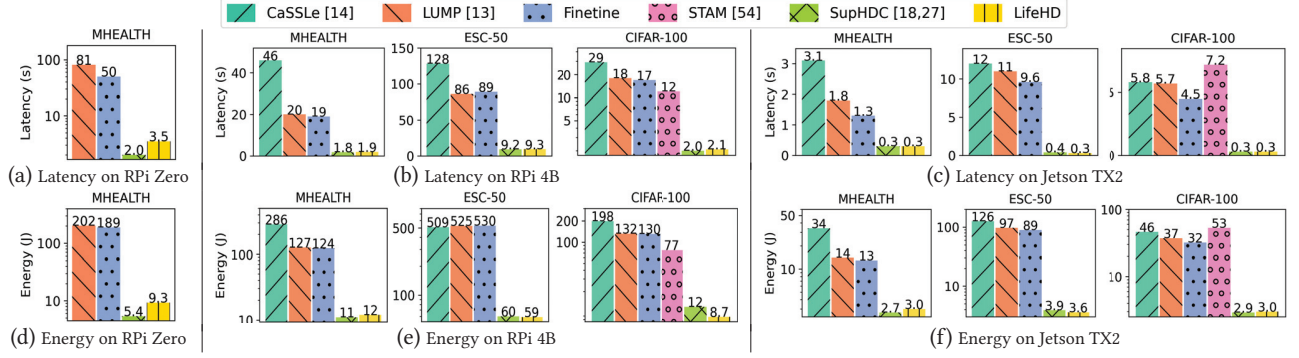 CaSSLe [14] LUMP [13] Finetine STAM [54] SupHDC [18,27] LifeHD
MHEALTH MHEALTH ESC-50 CIFAR-100 MHEALTH ESC-50 CIFAR-100
Latency (s) 100 10 81 50 2.0 3.5
Latency (s) 40 20 0 46 20 19 1.8 1.9
150 100 50 0 128 86 89 9.2 9.3
20 10 5 29 18 17 12 2.0 2.1
Latency (s) 3 2 1 0 3.1 1.8 1.3 0.3 0.3
10 5 0 12 11 9.6 0.4 0.3
5 0 5.8 5.7 4.5 7.2 0.3 0.3
(a) Latency on RPi Zero (b) Latency on RPi 4B (c) Latency on Jetson TX2
MHEALTH MHEALTH ESC-50 CIFAR-100 MHEALTH ESC-50 CIFAR-100
Energy (J) 100 10 202 189 5.4 9.3
Energy (J) 100 10 286 127 124 11 12
500 100 509 525 530 60 59
200 100 198 132 130 77 12 8.7
Energy (J) 50 10 34 14 13 2.7 3.0
100 10 126 97 89 3.9 3.6
100 10 46 37 32 53 2.9 3.0
(d) Energy on RPi Zero (e) Energy on RPi 4B (f) Energy on Jetson TX2